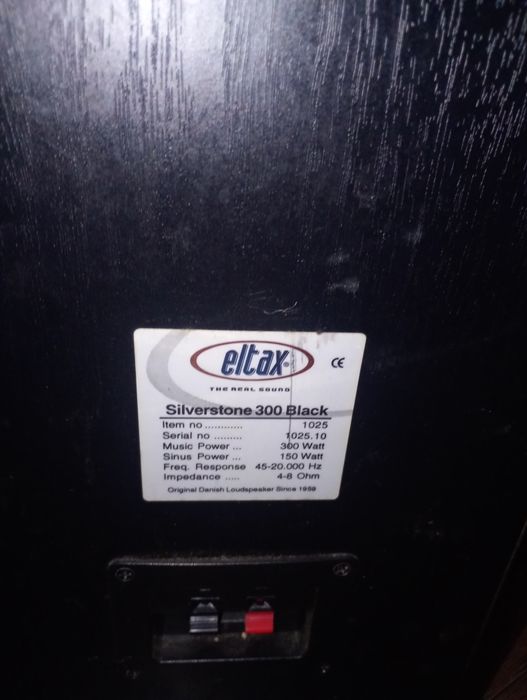 eltax®
CE
THE REAL SOUND
Silverstone 300 Black
Item no ............ 1025
Serial no ......... 1025.10
Music Power ... 300 Watt
Sinus Power ... 150 Watt
Freq. Response 45-20.000 Hz
Impedance ..... 4-8 Ohm
Original Danish Loudspeaker Since 1959